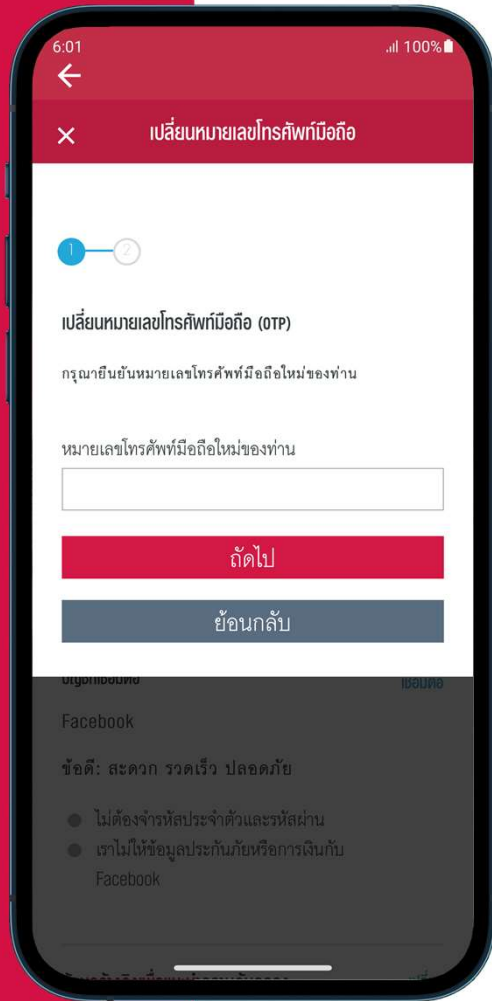 6:01
100%
เปลี่ยนหมายเลขโทรศัพท์มือถือ
1
2
เปลี่ยนหมายเลขโทรศัพท์มือถือ (OTP)
กรุณายืนยันหมายเลขโทรศัพท์มือถือใหม่ของท่าน
หมายเลขโทรศัพท์มือถือใหม่ของท่าน
ถัดไป
ย้อนกลับ
Facebook
ข้อดี: สะดวก รวดเร็ว ปลอดภัย
ไม่ต้องจำรหัสประจำตัวและรหัสผ่าน
เราไม่ให้ข้อมูลประกันภัยหรือการเงินกับ
Facebook